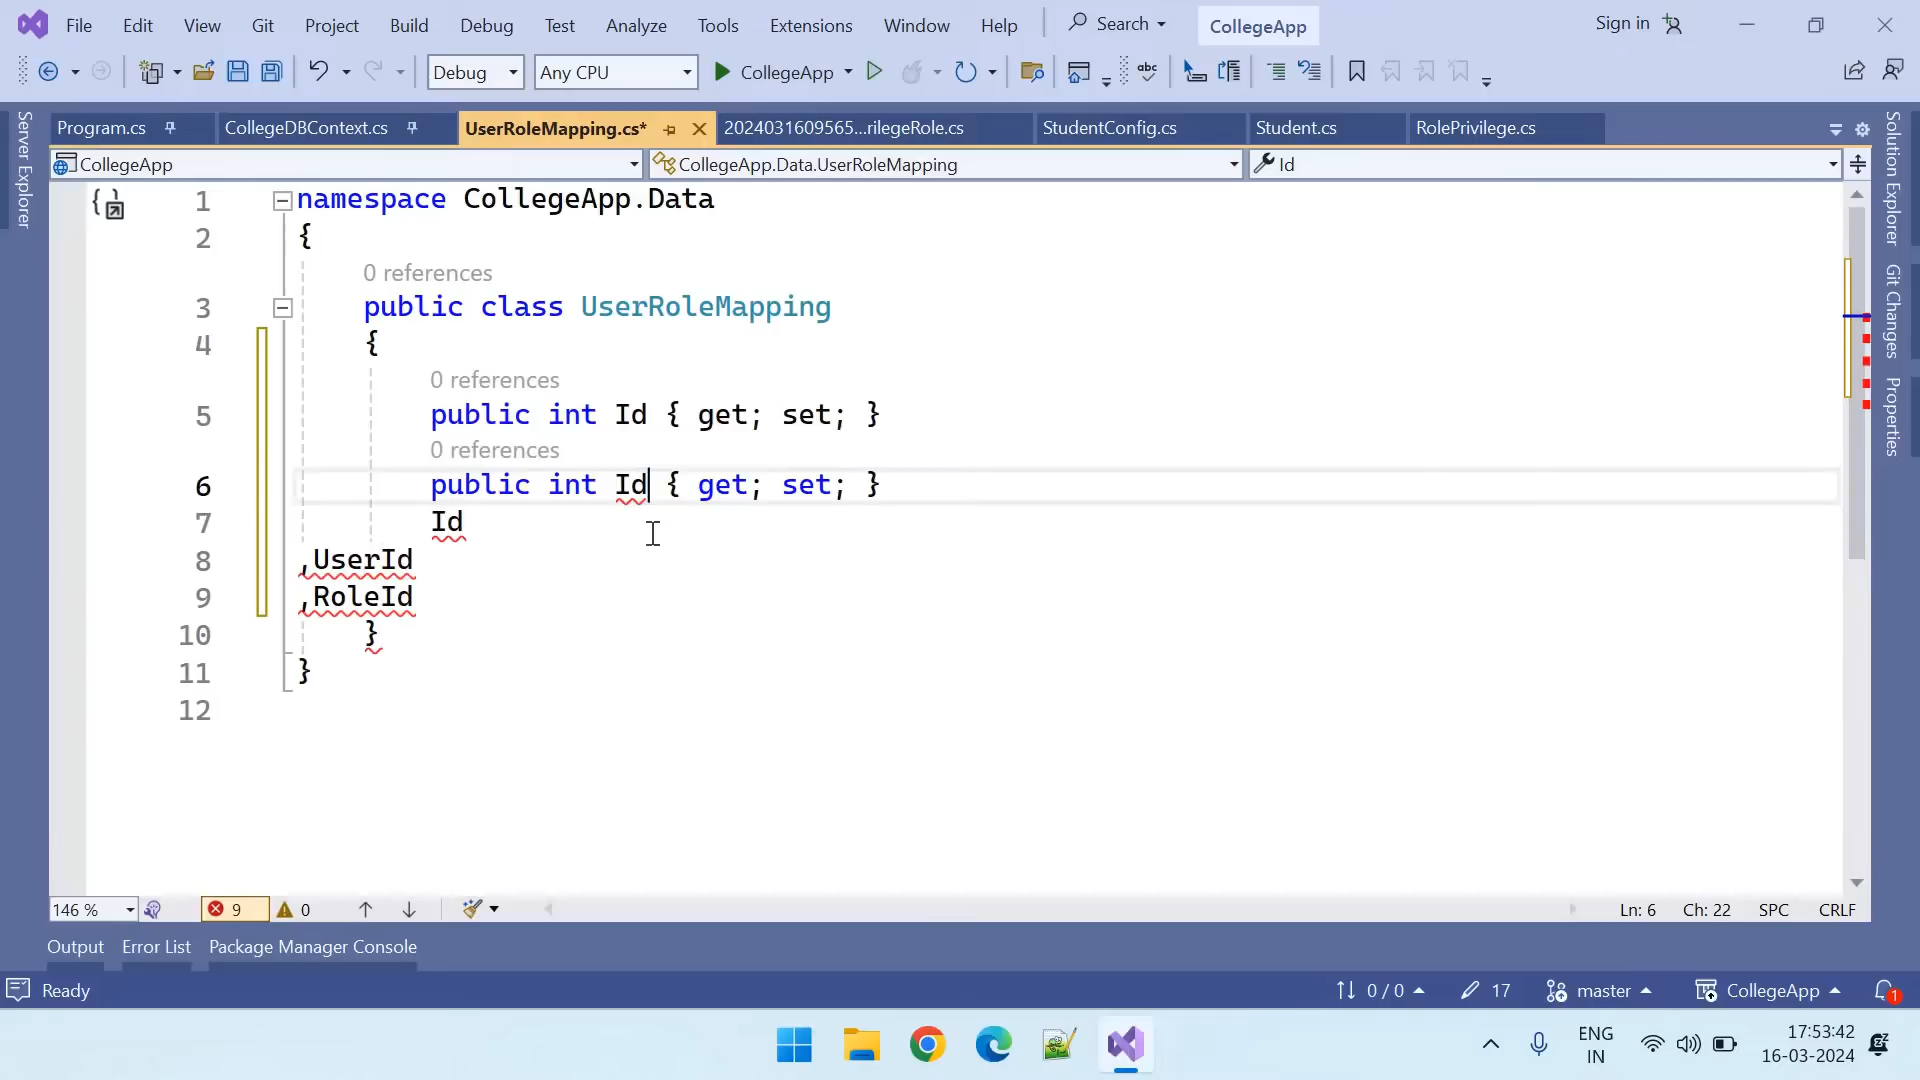 File Edit View Git Project Build Debug Test Analyze Tools Extensions Window Help Search CollegeApp Sign in
Debug Any CPU CollegeApp abc
Program.cs CollegeDBContext.cs UserRoleMapping.cs* 2024031609565...rilegeRole.cs StudentConfig.cs Student.cs RolePrivilege.cs
CollegeApp CollegeApp.Data.UserRoleMapping Id
Server Explorer
Solution Explorer
Git Changes
Properties
1 namespace CollegeApp.Data
2 {
0 references
3 public class UserRoleMapping
4 {
0 references
5 public int Id { get; set; }
0 references
6 public int Id { get; set; }
7 Id
8 ,UserId
9 ,RoleId
10 }
11 }
12
146 % 9 0 Ln: 6 Ch: 22 SPC CRLF
Output Error List Package Manager Console
Ready 0 / 0 17 master CollegeApp 1
ENG
IN
17:53:42
16-03-2024